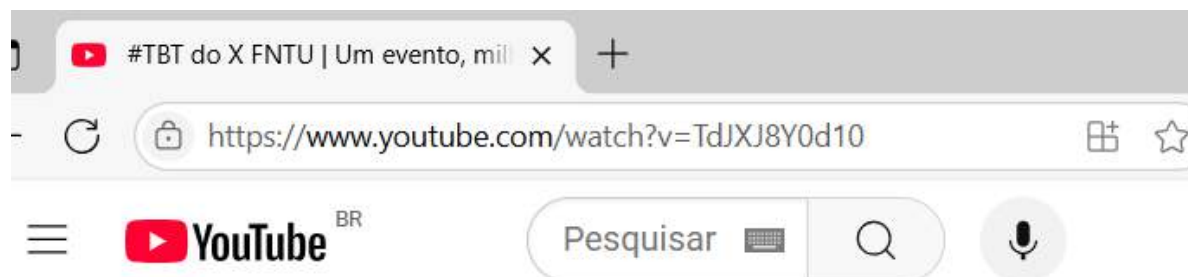 #TBT do X FNTU | Um evento, mil
https://www.youtube.com/watch?v=TdJXJ8Y0d10
YouTube BR
Pesquisar